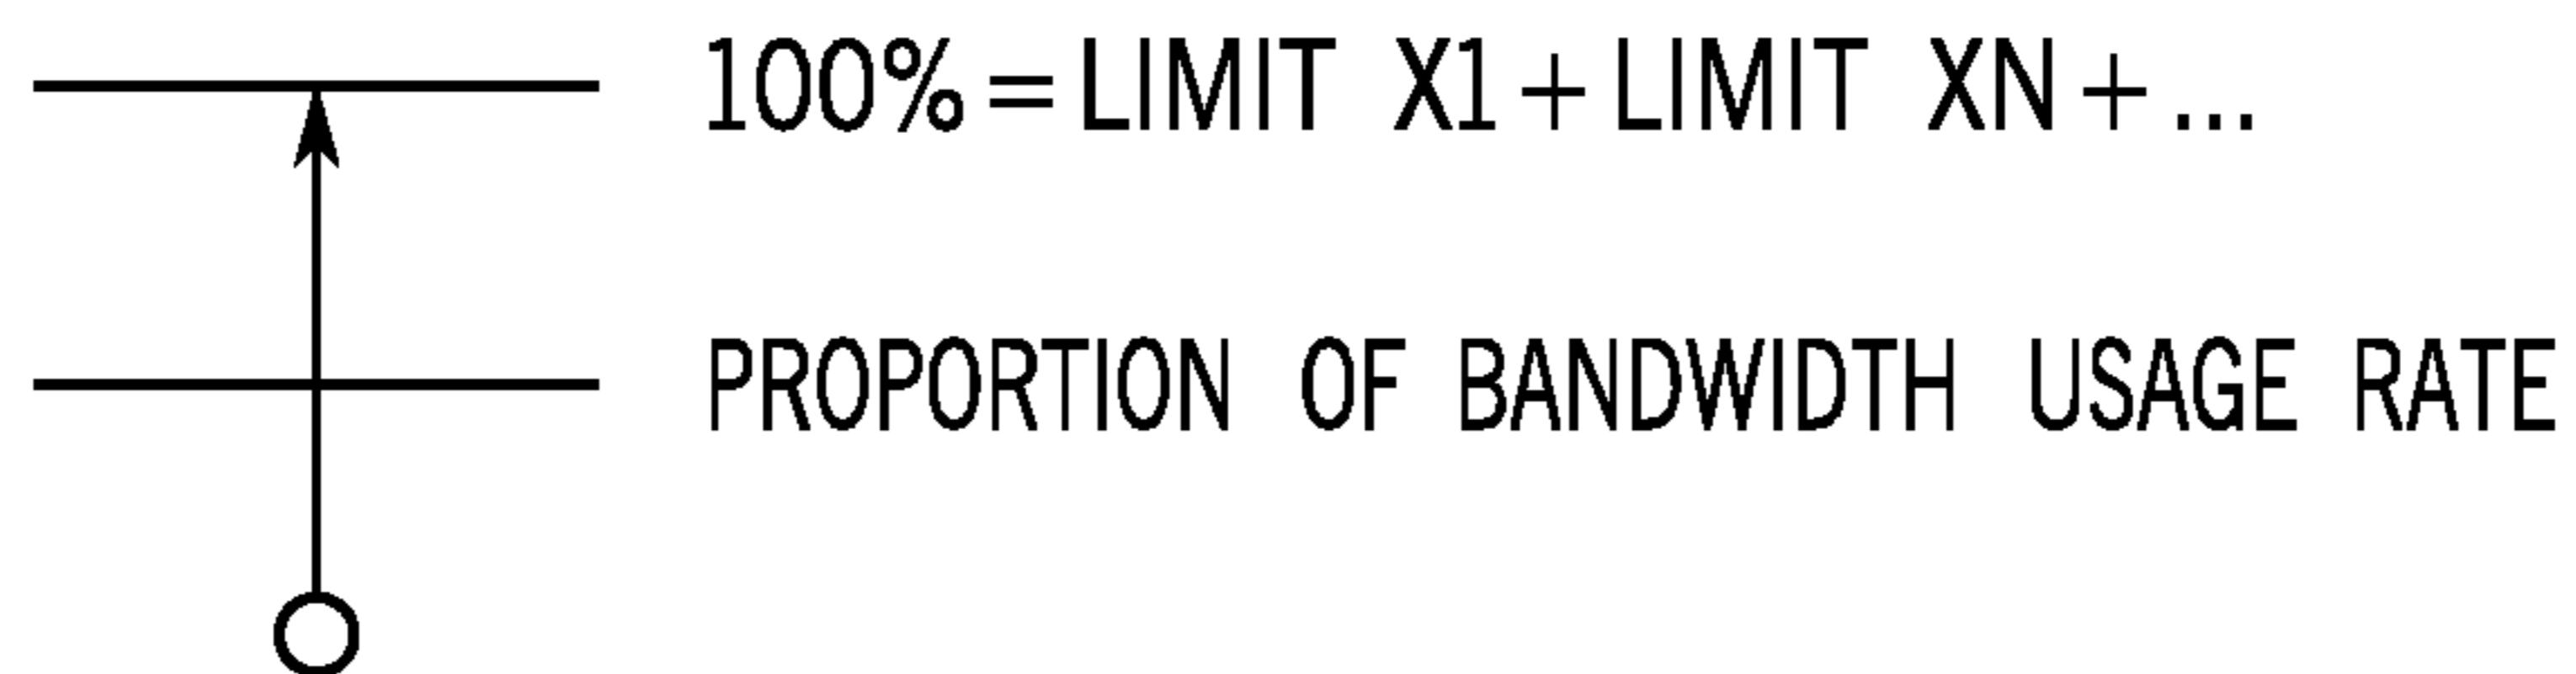 100%=LIMIT X1+LIMIT XN+...
PROPORTION OF BANDWIDTH USAGE RATE